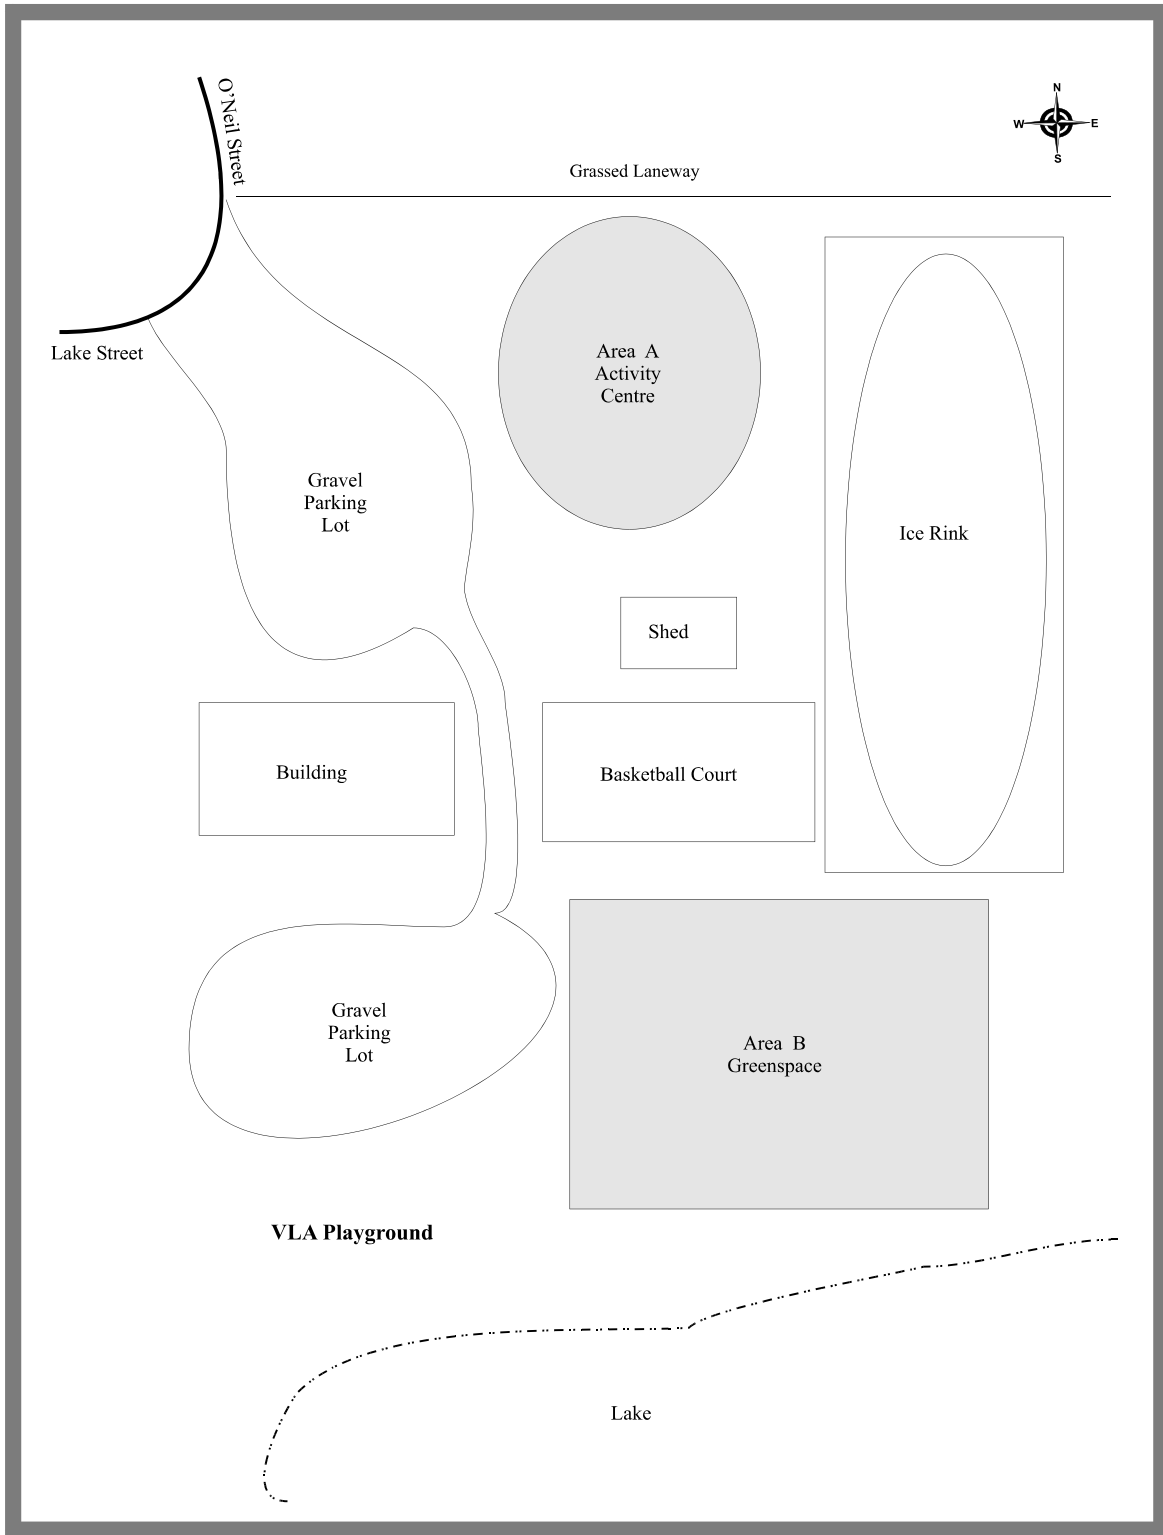 O'Neil Street
N
W E
S
Grassed Laneway
Lake Street
Area A
Activity
Centre
Gravel
Parking
Lot
Ice Rink
Shed
Building
Basketball Court
Gravel
Parking
Lot
Area B
Greenspace
VLA Playground
Lake